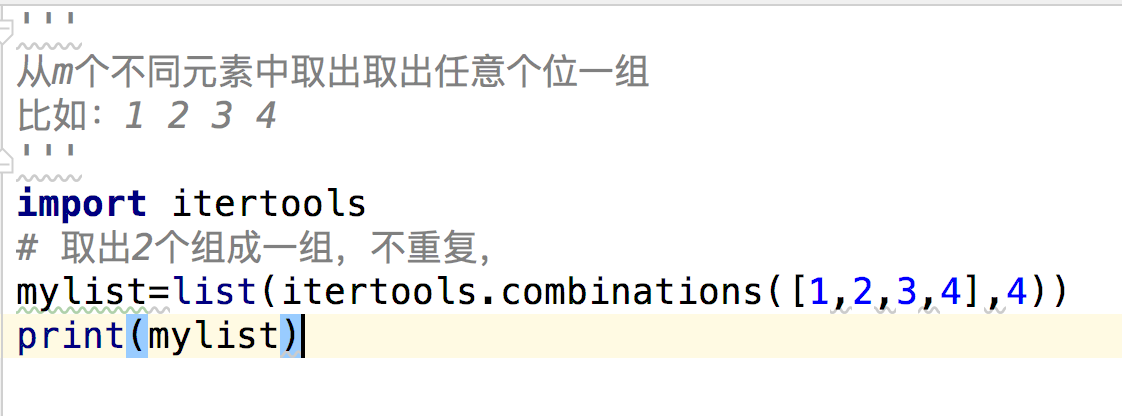 '''
从m个不同元素中取出取出任意个位一组
比如：1 2 3 4
'''
import itertools
# 取出2个组成一组，不重复，
mylist=list(itertools.combinations([1,2,3,4],4))
print(mylist)